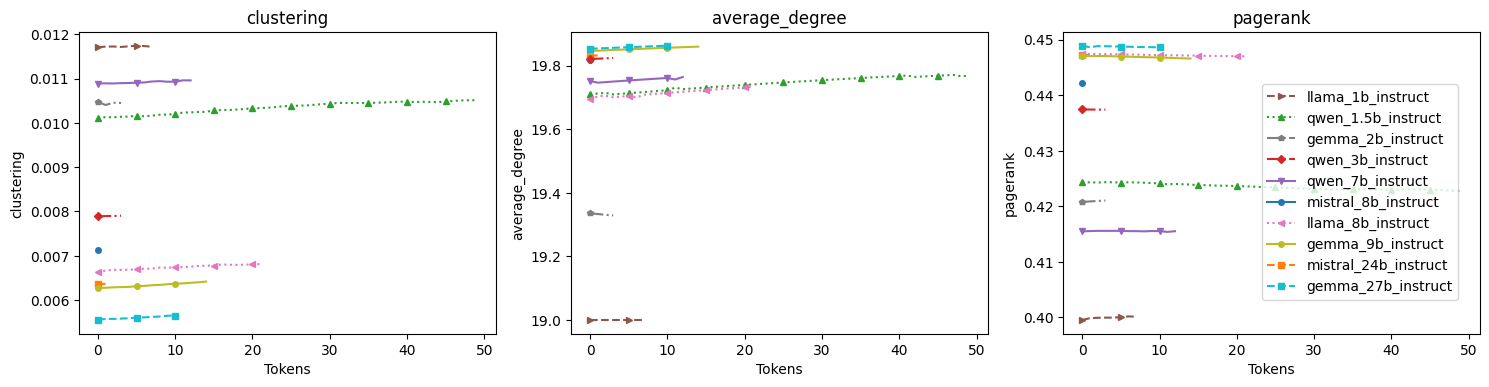 clustering
average_degree
pagerank
0.012
0.011
0.010
0.009
0.008
0.007
0.006
clustering
0 10 20 30 40 50
Tokens
19.8
19.6
19.4
19.2
19.0
average_degree
0 10 20 30 40 50
Tokens
0.45
0.44
0.43
0.42
0.41
0.40
pagerank
0 10 20 30 40 50
Tokens
llama_1b_instruct
qwen_1.5b_instruct
gemma_2b_instruct
qwen_3b_instruct
qwen_7b_instruct
mistral_8b_instruct
llama_8b_instruct
gemma_9b_instruct
mistral_24b_instruct
gemma_27b_instruct